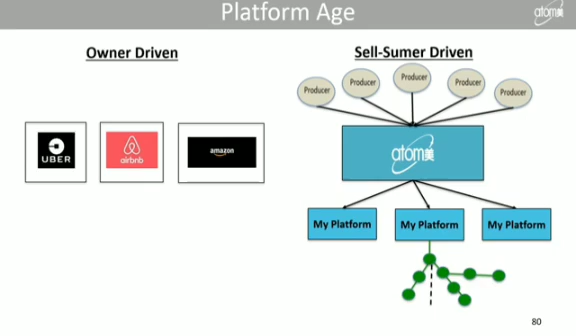 Platform Age
atom美
Owner Driven
Sell-Sumer Driven
Producer
Producer
Producer
Producer
Producer
UBER
airbnb
amazon
atom美
My Platform
My Platform
My Platform
80